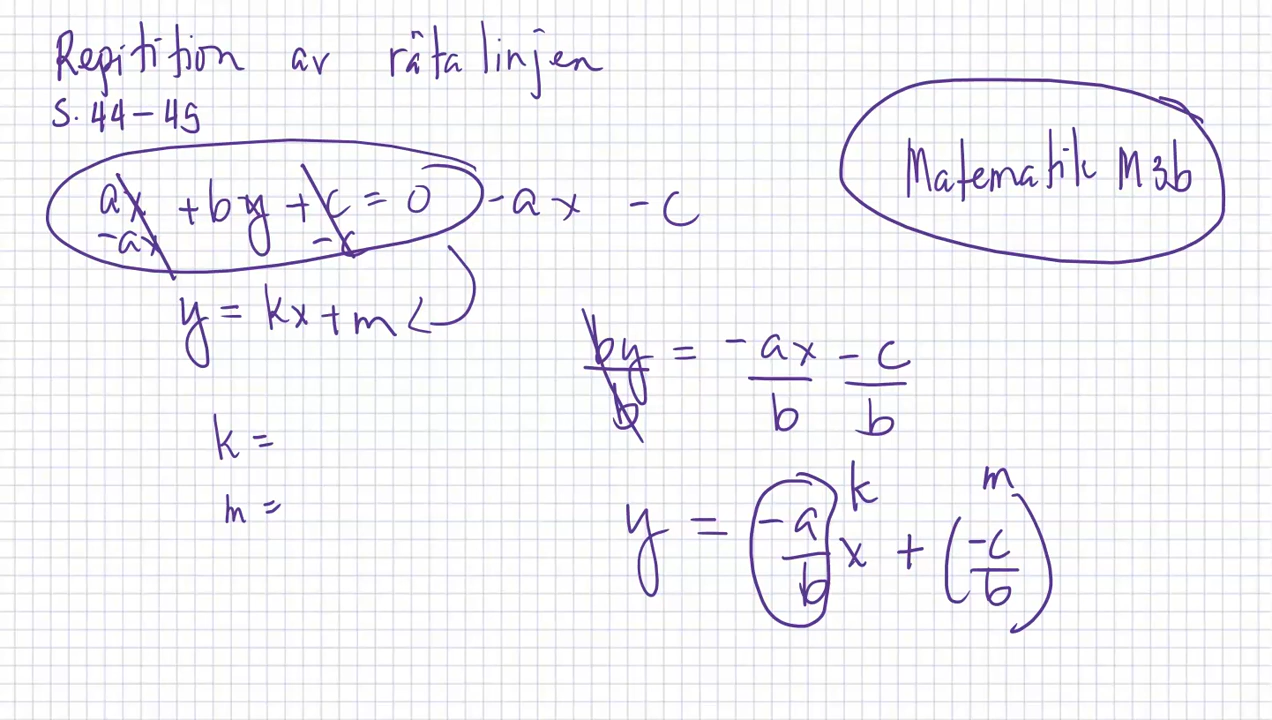 Repitition av räta linjen
S. 44-45
Matematik M3b
ax + by + c = 0 -ax -c
-ax -c
y = kx + m
by/b = -ax/b -c/b
k =
m =
k m
y = (-a/b)x + (-c/b)